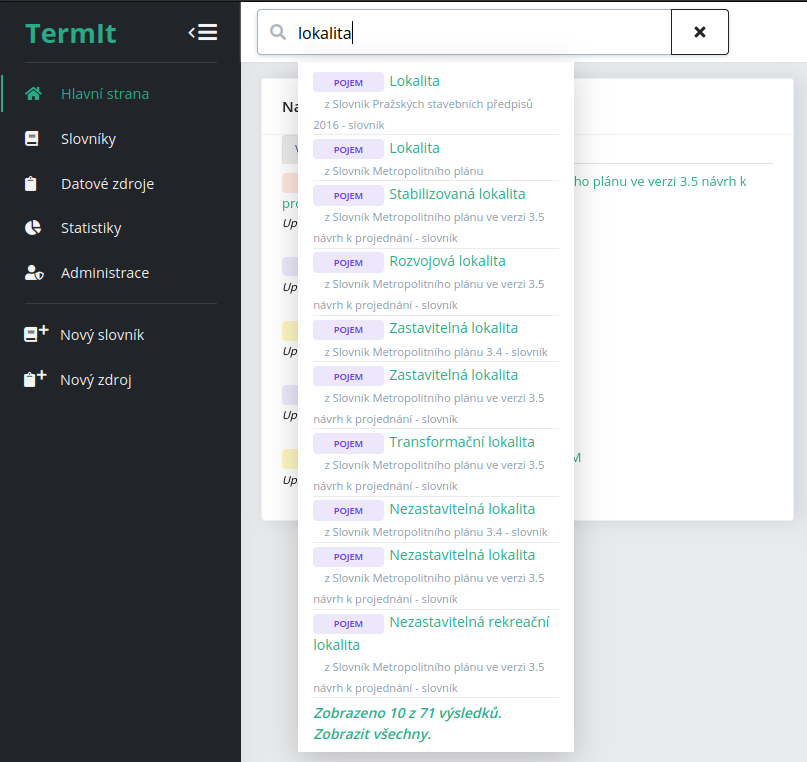 TermIt
Hlavní strana
Slovníky
Datové zdroje
Statistiky
Administrace
Nový slovník
Nový zdroj
lokalita
POJEM Lokalita
z Slovník Pražských stavebních předpisů
2016 - slovník
POJEM Lokalita
z Slovník Metropolitního plánu
POJEM Stabilizovaná lokalita
z Slovník Metropolitního plánu ve verzi 3.5
návrh k projednání - slovník
POJEM Rozvojová lokalita
z Slovník Metropolitního plánu ve verzi 3.5
návrh k projednání - slovník
POJEM Zastavitelná lokalita
z Slovník Metropolitního plánu 3.4 - slovník
POJEM Zastavitelná lokalita
z Slovník Metropolitního plánu ve verzi 3.5
návrh k projednání - slovník
POJEM Transformační lokalita
z Slovník Metropolitního plánu ve verzi 3.5
návrh k projednání - slovník
POJEM Nezastavitelná lokalita
z Slovník Metropolitního plánu 3.4 - slovník
POJEM Nezastavitelná lokalita
z Slovník Metropolitního plánu ve verzi 3.5
návrh k projednání - slovník
POJEM Nezastavitelná rekreační
lokalita
z Slovník Metropolitního plánu ve verzi 3.5
návrh k projednání - slovník
Zobrazeno 10 z 71 výsledků.
Zobrazit všechny.
Na
ho plánu ve verzi 3.5 návrh k
pro
Up
Up
Up
Up
M
Up